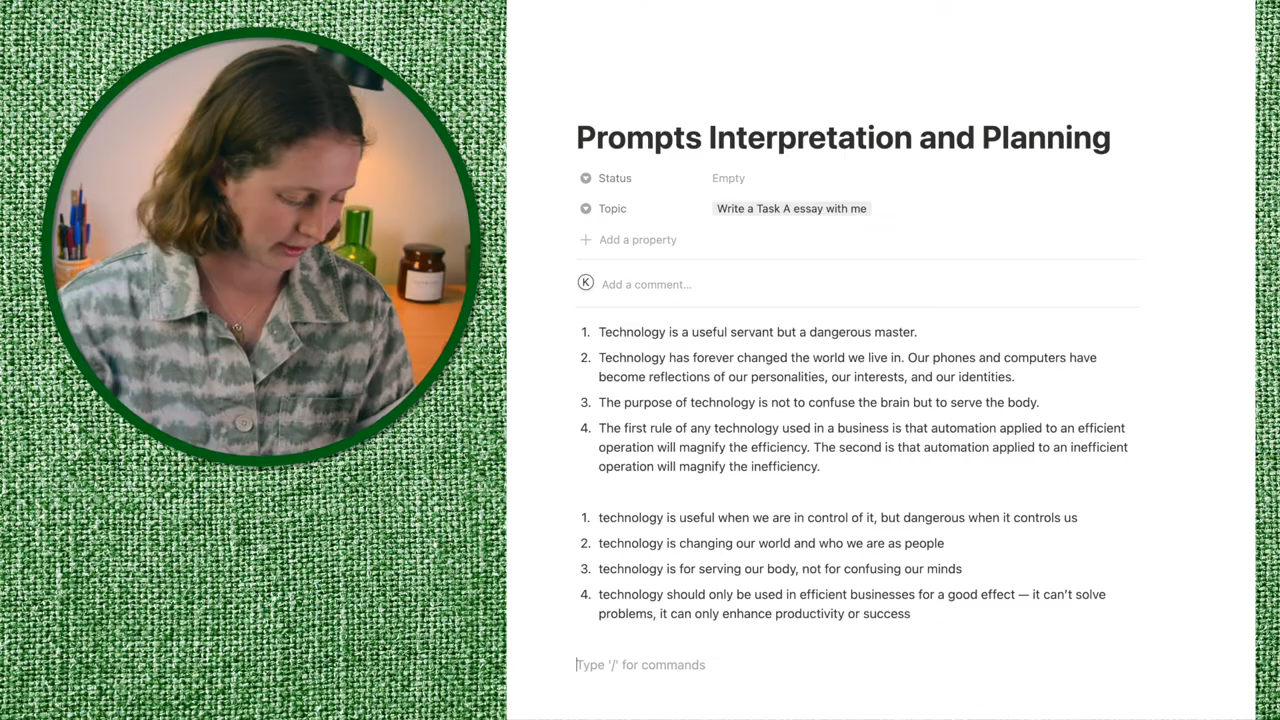 Prompts Interpretation and Planning
Status Empty
Topic Write a Task A essay with me
Add a property
K Add a comment...
1. Technology is a useful servant but a dangerous master.
2. Technology has forever changed the world we live in. Our phones and computers have
become reflections of our personalities, our interests, and our identities.
3. The purpose of technology is not to confuse the brain but to serve the body.
4. The first rule of any technology used in a business is that automation applied to an efficient
operation will magnify the efficiency. The second is that automation applied to an inefficient
operation will magnify the inefficiency.
1. technology is useful when we are in control of it, but dangerous when it controls us
2. technology is changing our world and who we are as people
3. technology is for serving our body, not for confusing our minds
4. technology should only be used in efficient businesses for a good effect — it can't solve
problems, it can only enhance productivity or success
Type '/' for commands